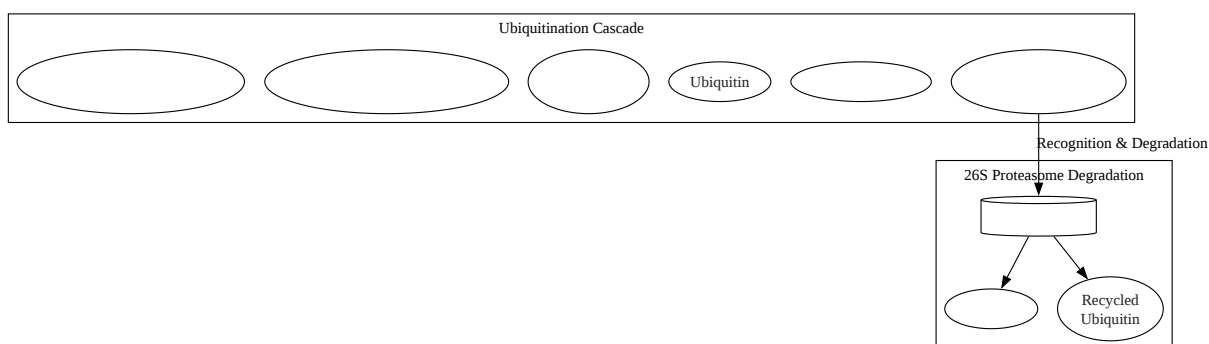 Ubiquitination Cascade
Ubiquitin
Recognition & Degradation
26S Proteasome Degradation
Recycled
Ubiquitin